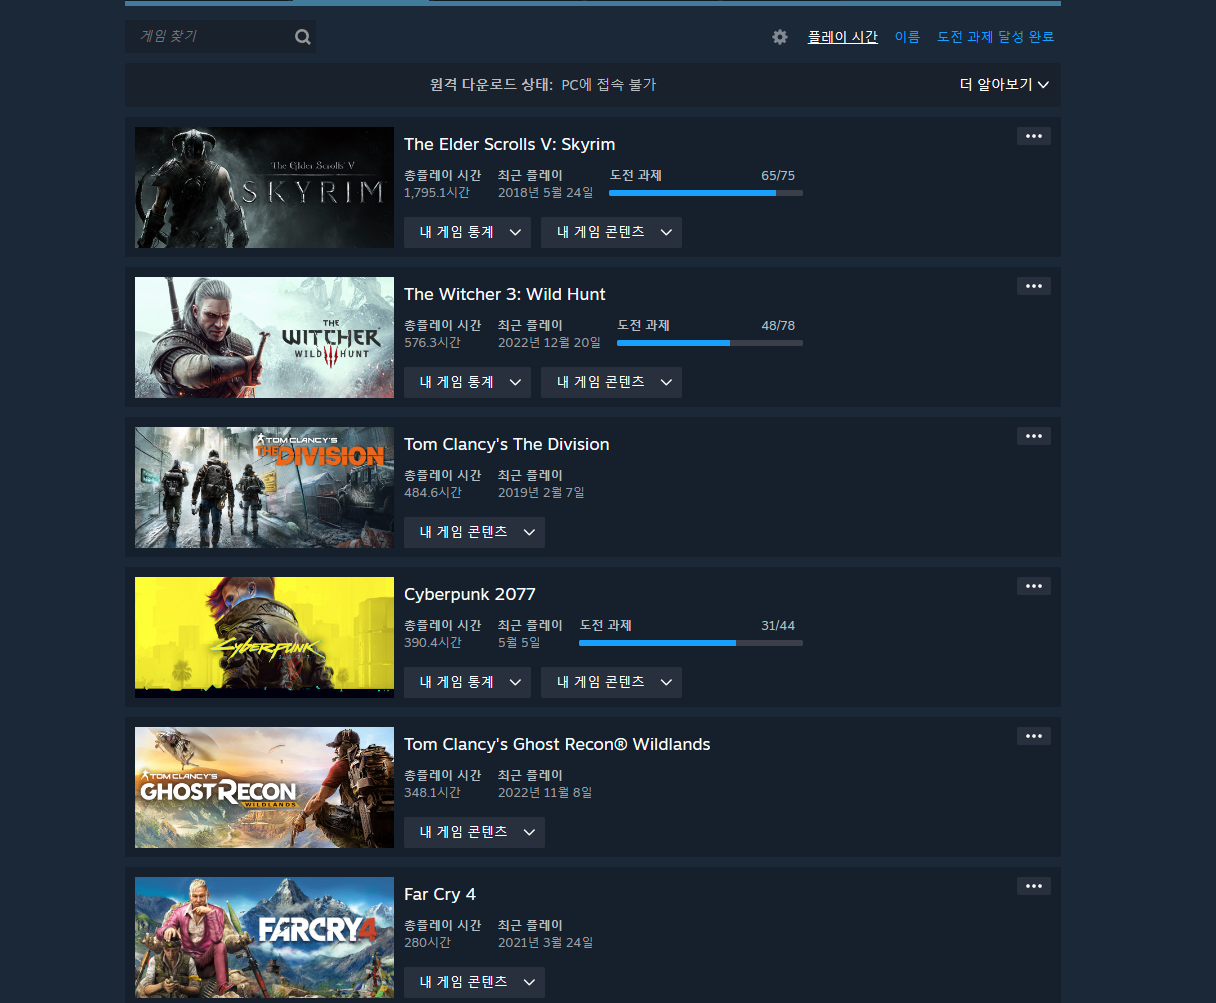 게임 찾기
플레이 시간 이름 도전 과제 달성 완료
원격 다운로드 상태: PC에 접속 불가 더 알아보기
The Elder Scrolls V
SKYRIM
The Elder Scrolls V: Skyrim
총플레이 시간 최근 플레이 도전 과제 65/75
1,795.1시간 2018년 5월 24일
내 게임 통계 내 게임 콘텐츠
THE
WITCHER
WILD HUNT
The Witcher 3: Wild Hunt
총플레이 시간 최근 플레이 도전 과제 48/78
576.3시간 2022년 12월 20일
내 게임 통계 내 게임 콘텐츠
TOM CLANCY'S
THE DIVISION
Tom Clancy's The Division
총플레이 시간 최근 플레이
484.6시간 2019년 2월 7일
내 게임 콘텐츠
CYBERPUNK
Cyberpunk 2077
총플레이 시간 최근 플레이 도전 과제 31/44
390.4시간 5월 5일
내 게임 통계 내 게임 콘텐츠
TOM CLANCY'S
GHOST RECON
WILDLANDS
Tom Clancy's Ghost Recon® Wildlands
총플레이 시간 최근 플레이
348.1시간 2022년 11월 8일
내 게임 콘텐츠
FARCRY4
Far Cry 4
총플레이 시간 최근 플레이
280시간 2021년 3월 24일
내 게임 콘텐츠